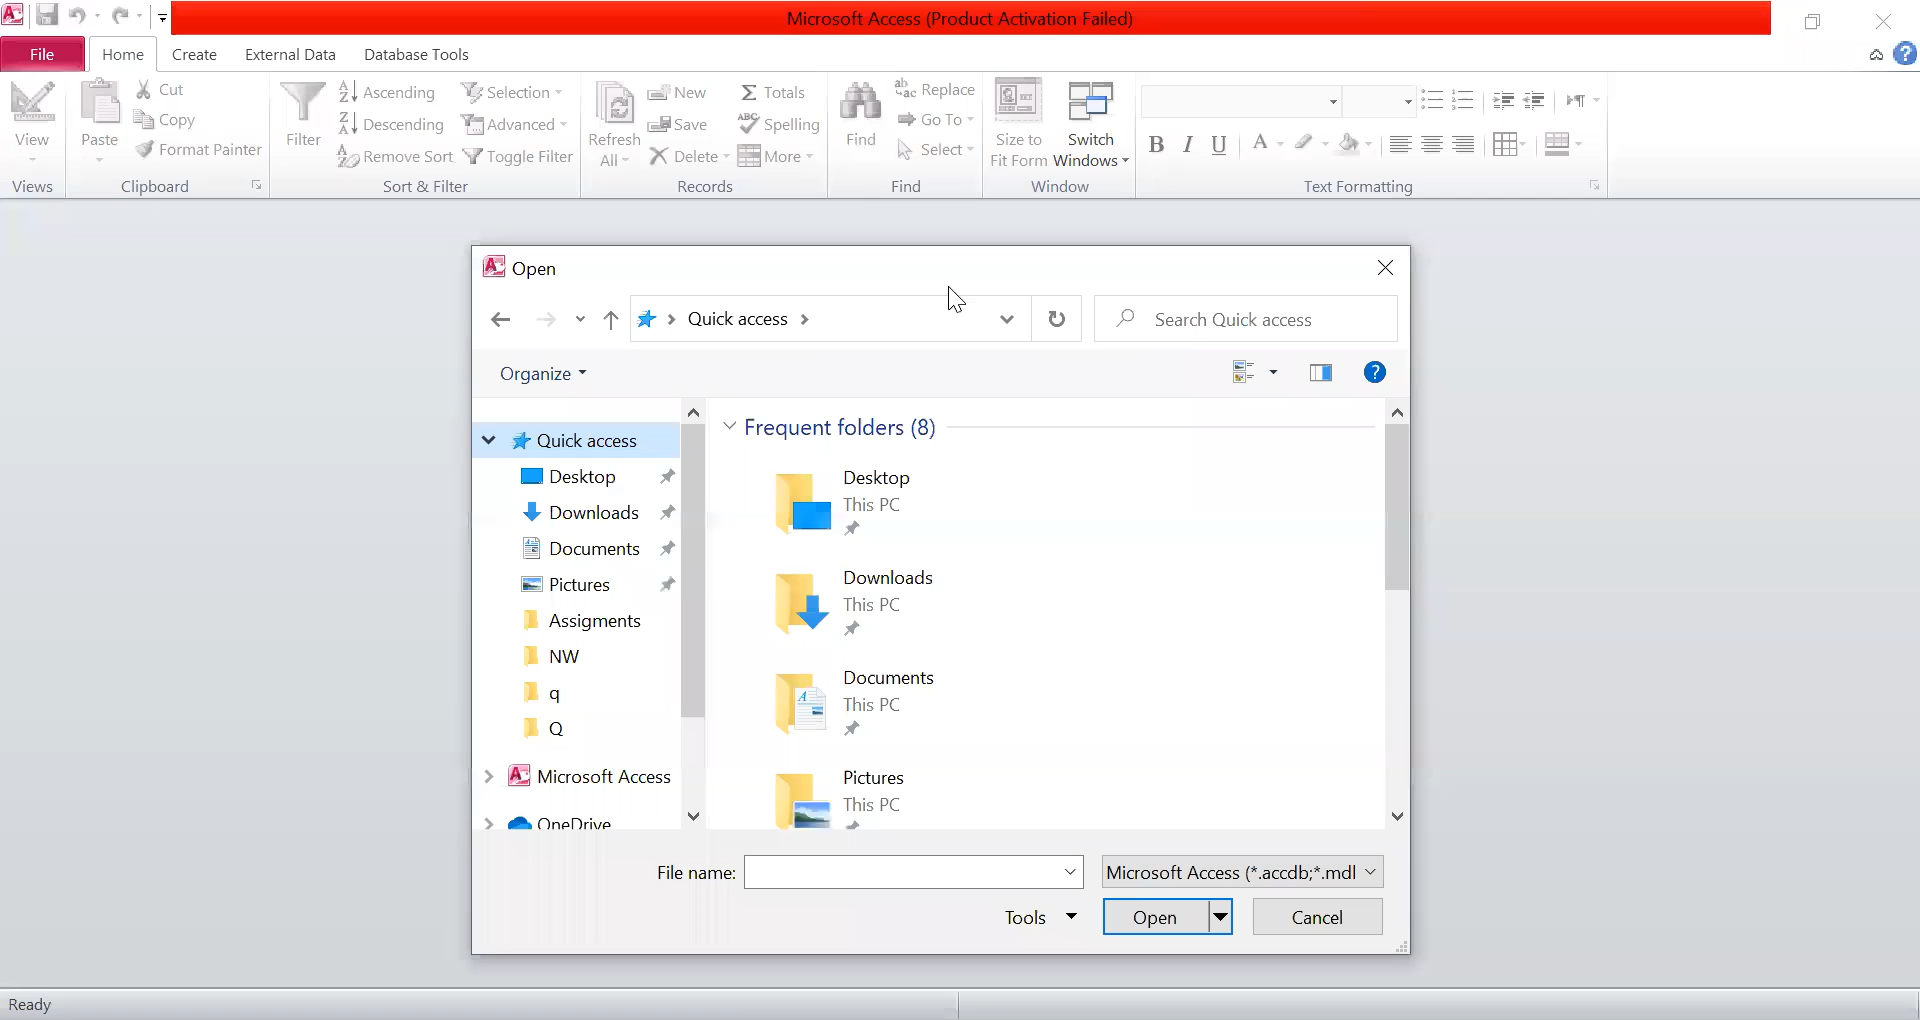 Microsoft Access (Product Activation Failed)
File Home Create External Data Database Tools
View
Views
Paste
Cut
Copy
Format Painter
Clipboard
Filter
Ascending
Descending
Remove Sort
Selection
Advanced
Toggle Filter
Sort & Filter
Refresh
All
New
Save
Delete
Totals
Spelling
More
Records
Find
Replace
Go To
Select
Find
Size to
Fit Form
Switch
Windows
Window
B I U A
Text Formatting
Open
Quick access
Search Quick access
Organize
Quick access
Desktop
Downloads
Documents
Pictures
Assigments
NW
q
Q
Microsoft Access
OneDrive
Frequent folders (8)
Desktop
This PC
Downloads
This PC
Documents
This PC
Pictures
This PC
File name:
Microsoft Access (*.accdb;*.mdl
Tools
Open
Cancel
Ready